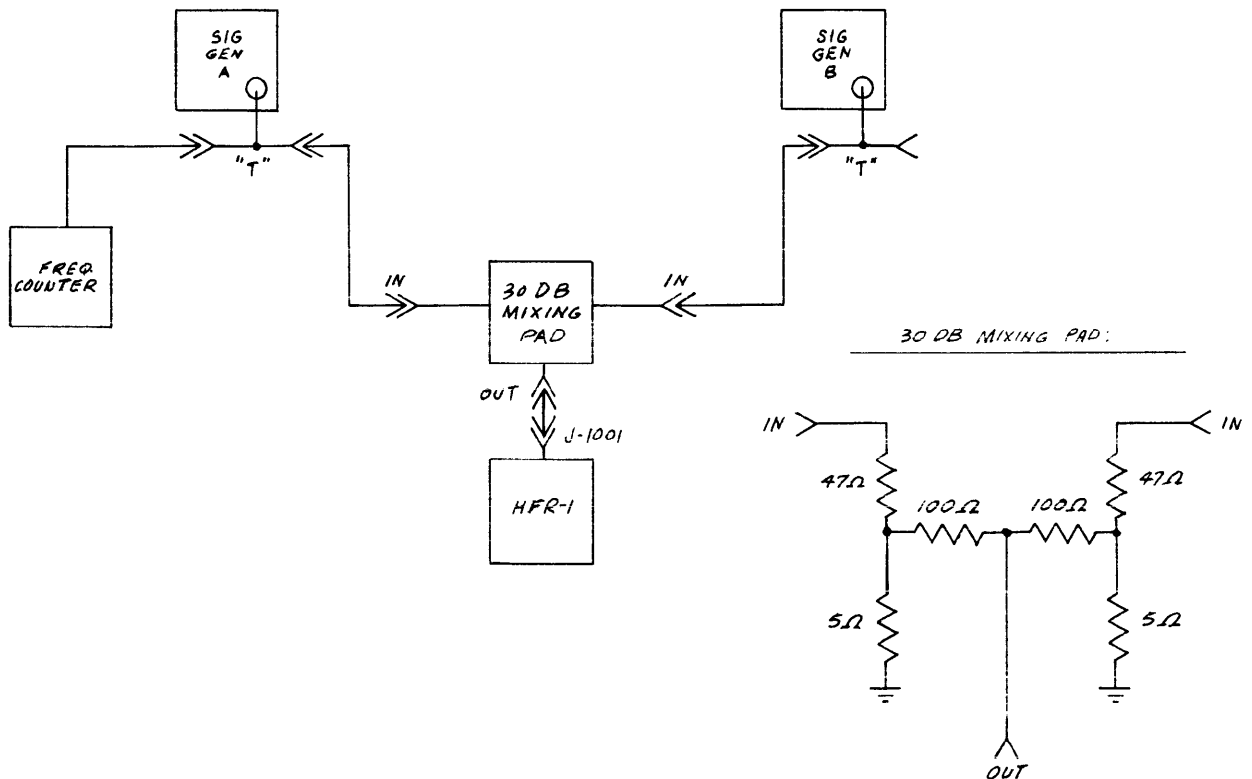 SIG
GEN
A
SIG
GEN
B
"T"
"T"
FREQ.
COUNTER
IN
30 DB
MIXING
PAD
IN
OUT
J-1001
HFR-1
30 DB MIXING PAD:
IN
IN
47Ω
100Ω
100Ω
47Ω
5Ω
5Ω
OUT